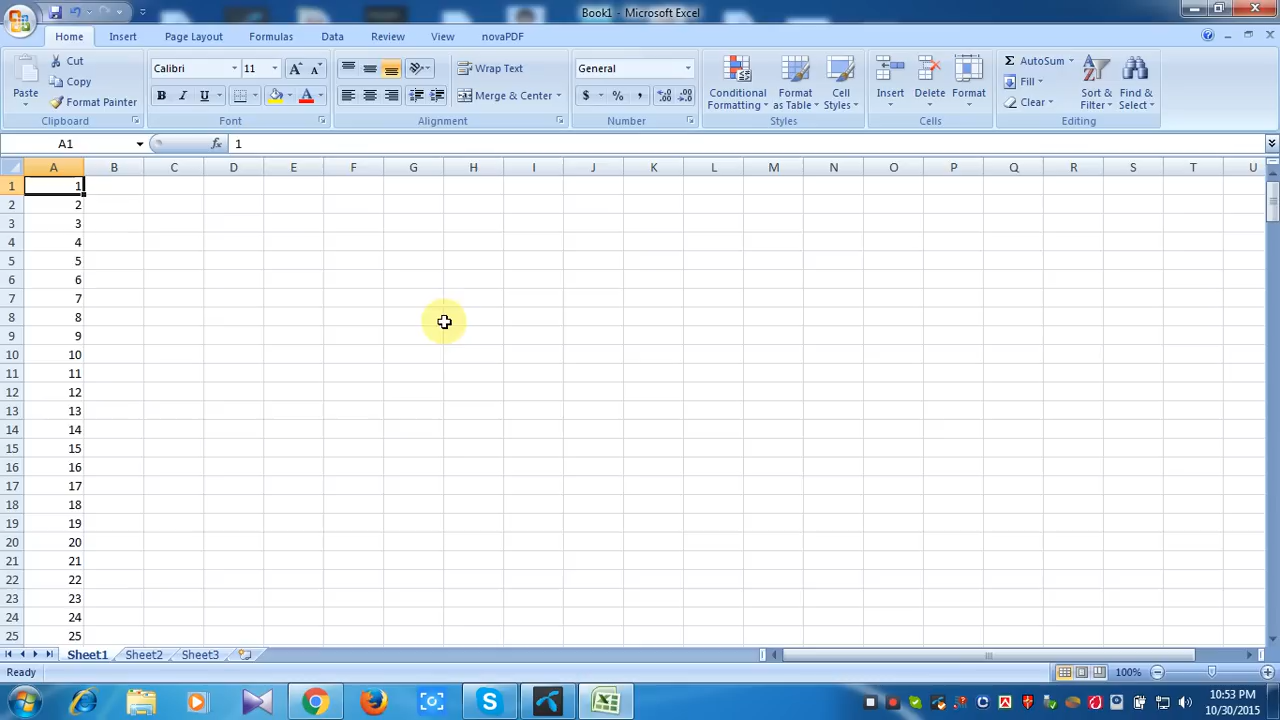 Book1 - Microsoft Excel
Home Insert Page Layout Formulas Data Review View novaPDF
Paste Cut Copy Format Painter Clipboard
Calibri 11 B I U A Font
Wrap Text Merge & Center Alignment
General $ % , Number
Conditional Formatting Format as Table Cell Styles Styles
Insert Delete Format Cells
Σ AutoSum Fill Clear Sort & Filter Find & Select Editing
A1 fx 1
A B C D E F G H I J K L M N O P Q R S T U
1 1
2 2
3 3
4 4
5 5
6 6
7 7
8 8
9 9
10 10
11 11
12 12
13 13
14 14
15 15
16 16
17 17
18 18
19 19
20 20
21 21
22 22
23 23
24 24
25 25
Sheet1 Sheet2 Sheet3
Ready 100%
10:53 PM
10/30/2015